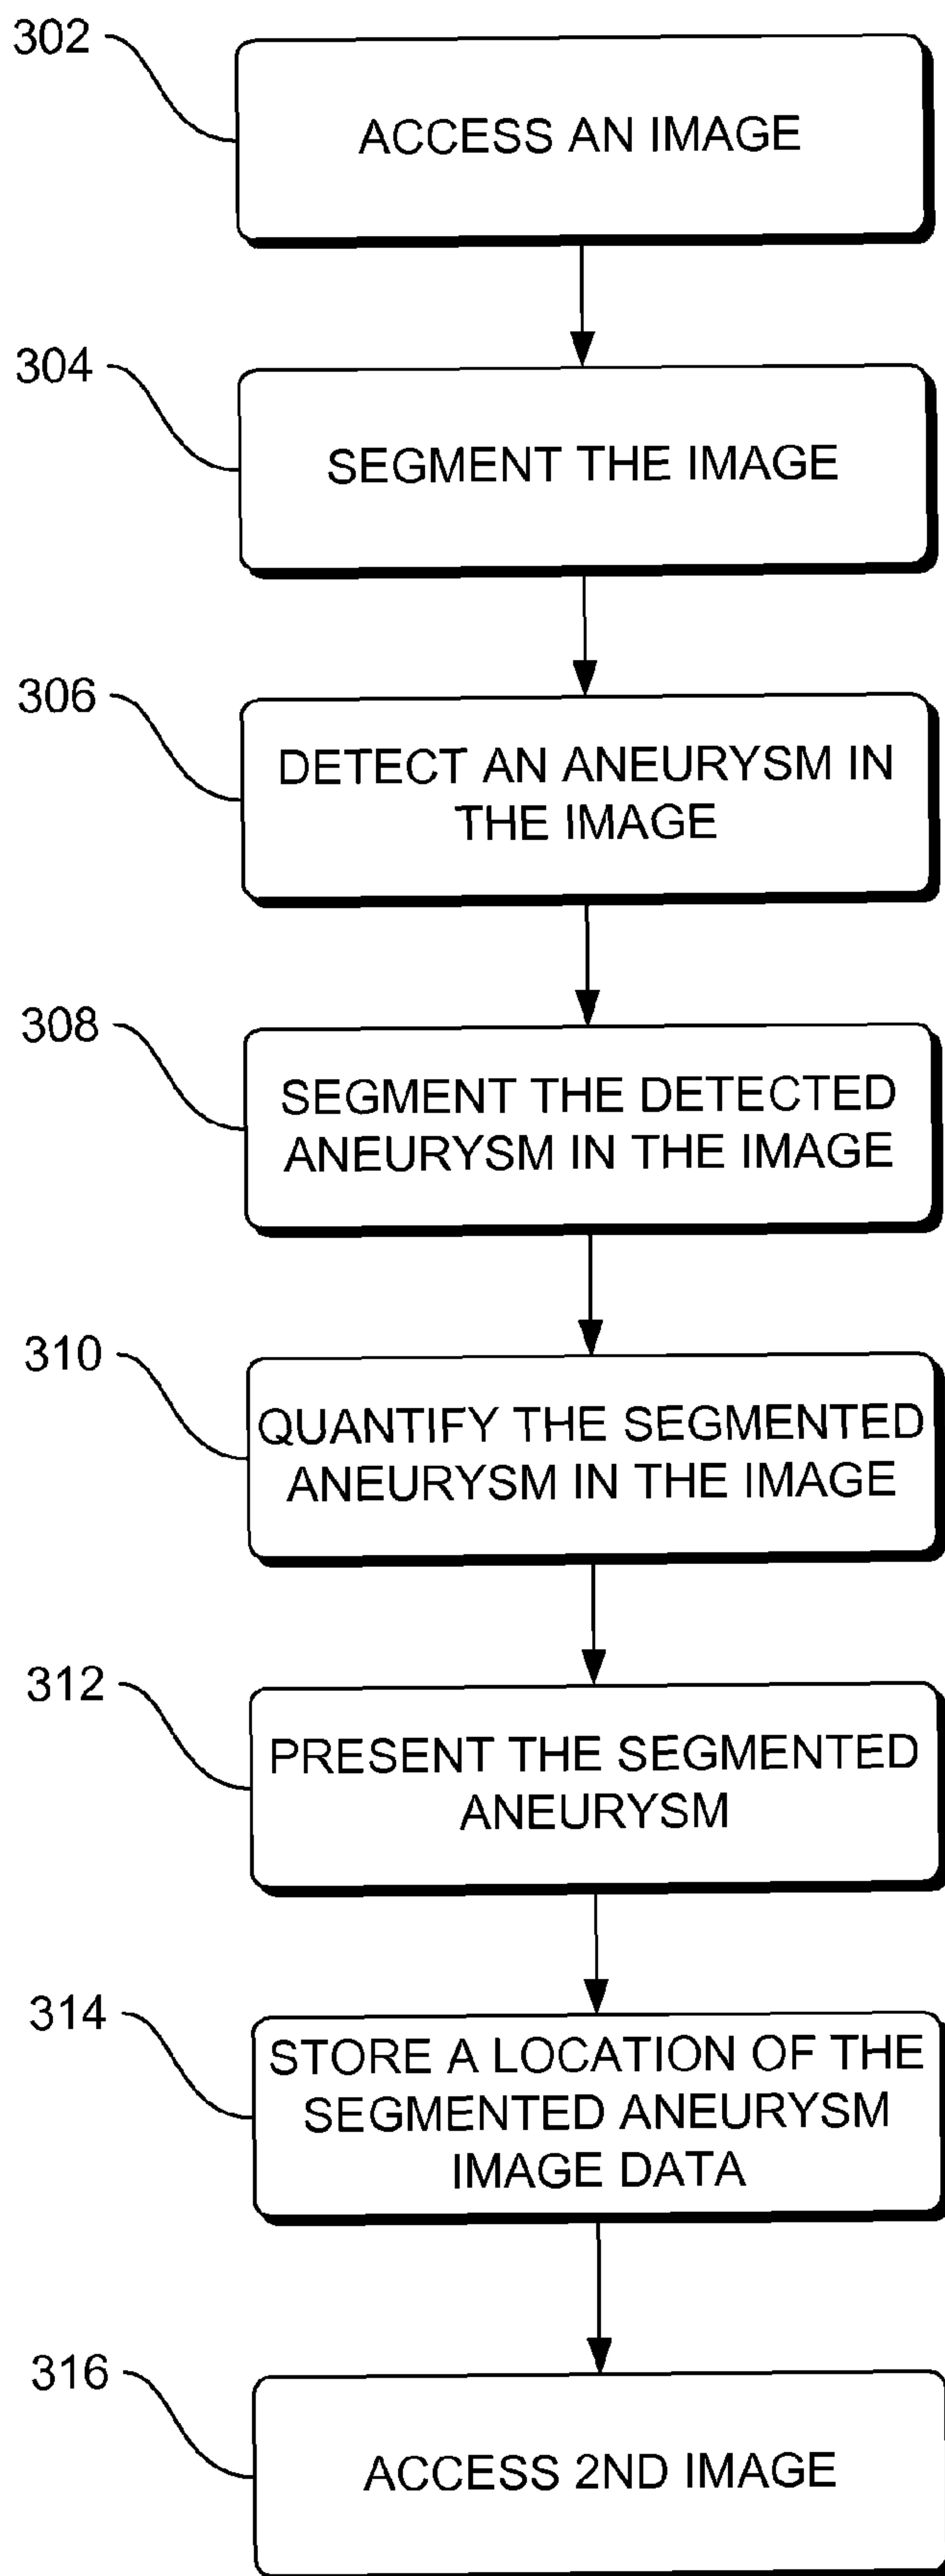 302
ACCESS AN IMAGE
304
SEGMENT THE IMAGE
306
DETECT AN ANEURYSM IN
THE IMAGE
308
SEGMENT THE DETECTED
ANEURYSM IN THE IMAGE
310
QUANTIFY THE SEGMENTED
ANEURYSM IN THE IMAGE
312
PRESENT THE SEGMENTED
ANEURYSM
314
STORE A LOCATION OF THE
SEGMENTED ANEURYSM
IMAGE DATA
316
ACCESS 2ND IMAGE